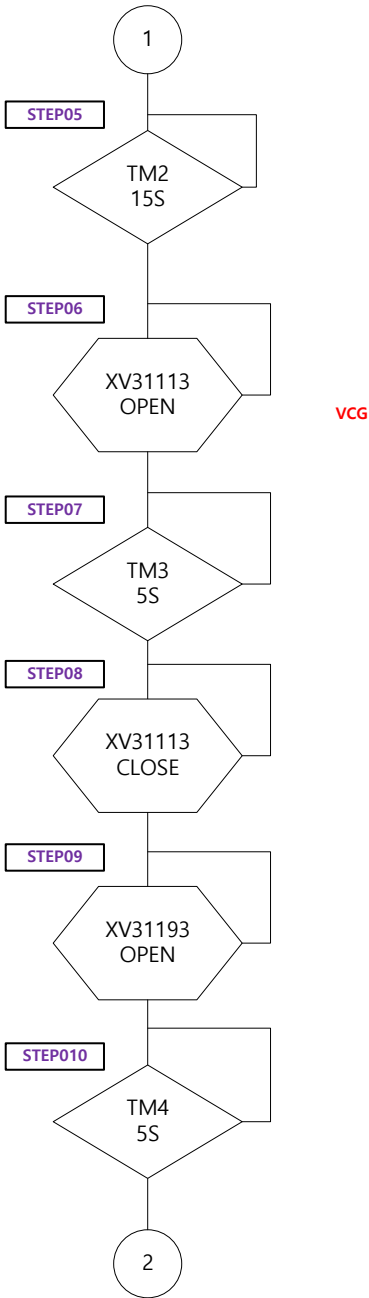 1
STEP05
TM2
15S
STEP06
XV31113
OPEN
VCG
STEP07
TM3
5S
STEP08
XV31113
CLOSE
STEP09
XV31193
OPEN
STEP010
TM4
5S
2